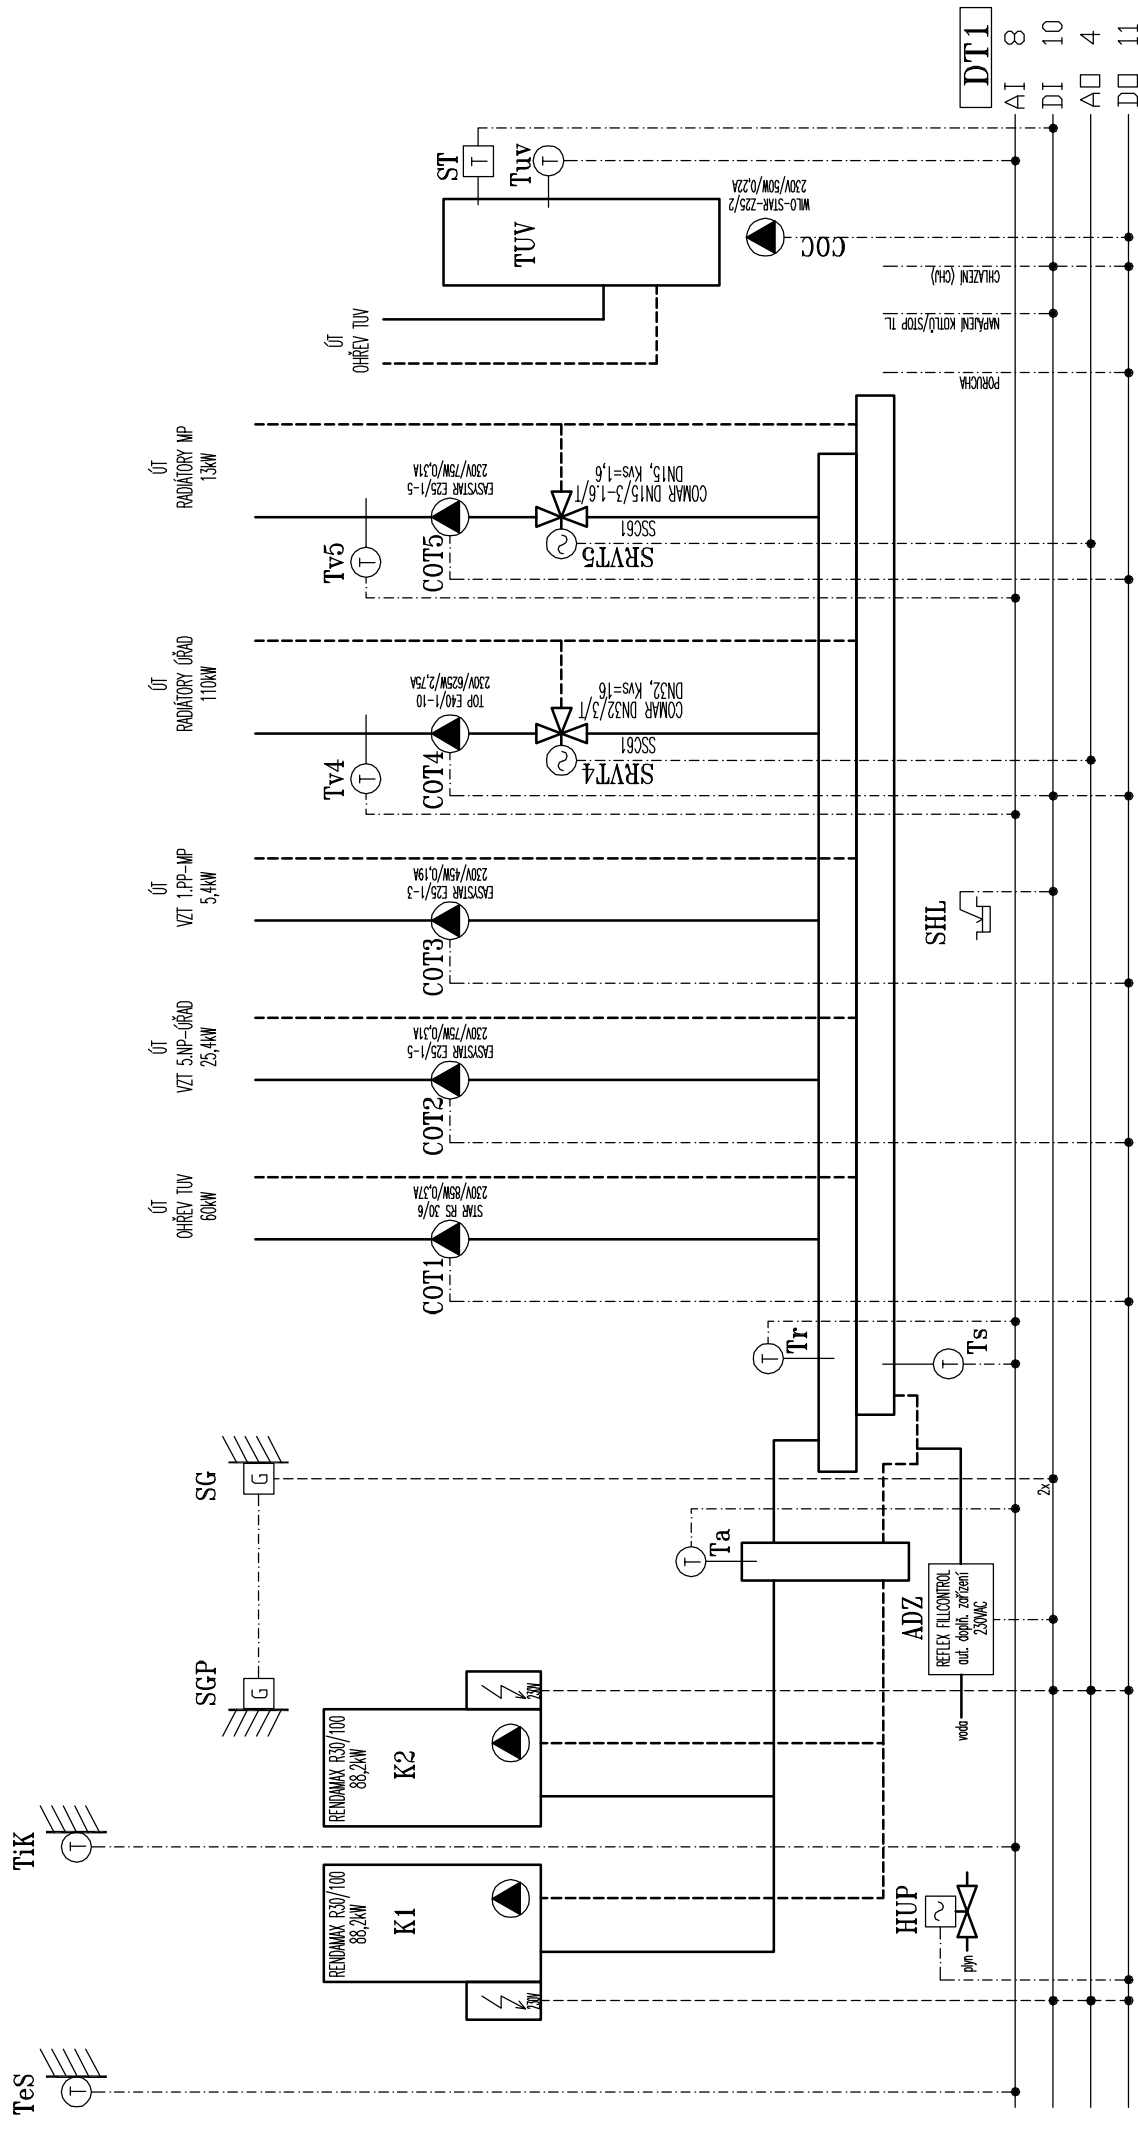 TeS
T
TiK
T
RENDAMAX R30/100
88,2kW
K1
230V
RENDAMAX R30/100
88,2kW
K2
230V
SGP
G
SG
G
HUP
plyn
voda
ADZ
REFLEX FILLCONTROL
aut. doplň. zařízení
230VAC
Ta
T
2x
Tr
T
Ts
T
ÚT
OHŘEV TUV
60kW
COT1
STAR RS 30/6
230V/85W/0,37A
ÚT
VZT 5.NP-ÚŘAD
25,4kW
COT2
EASYSTAR E25/1-5
230V/75W/0,31A
ÚT
VZT 1.PP-MP
5,4kW
COT3
EASYSTAR E25/1-3
230V/45W/0,19A
SHL
ÚT
RADIÁTORY ÚŘAD
110kW
Tv4
T
COT4
TOP E40/1-10
230V/625W/2,75A
SRVT4
SSC61
COMAR DN32/3/T
DN32, Kvs=16
ÚT
RADIÁTORY MP
13kW
Tv5
T
COT5
EASYSTAR E25/1-5
230V/75W/0,31A
SRVT5
SSC61
COMAR DN15/3-1.6/T
DN15, Kvs=1,6
PORUCHA
NAPÁJENÍ KOTLŮ/STOP TL.
CHLAZENÍ (CHJ)
ÚT
OHŘEV TUV
TUV
ST
T
Tuv
T
COC
WILO-STAR-Z25/2
230V/50W/0,22A
DT1
AI 8
DI 10
AO 4
DO 11